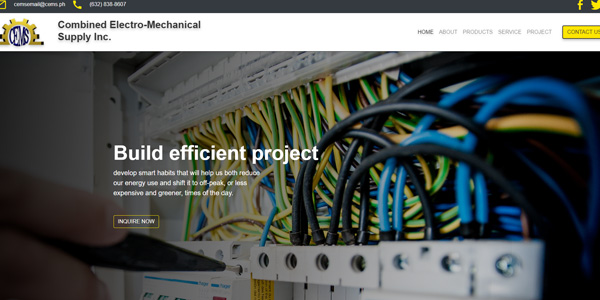 cemsemail@cems.ph (632) 838-8607
CEMS
Combined Electro-Mechanical
Supply Inc.
HOME ABOUT PRODUCTS SERVICE PROJECT CONTACT US
Build efficient project
develop smart habits that will help us both reduce
our energy use and shift it to off-peak, or less
expensive and greener, times of the day.
INQUIRE NOW